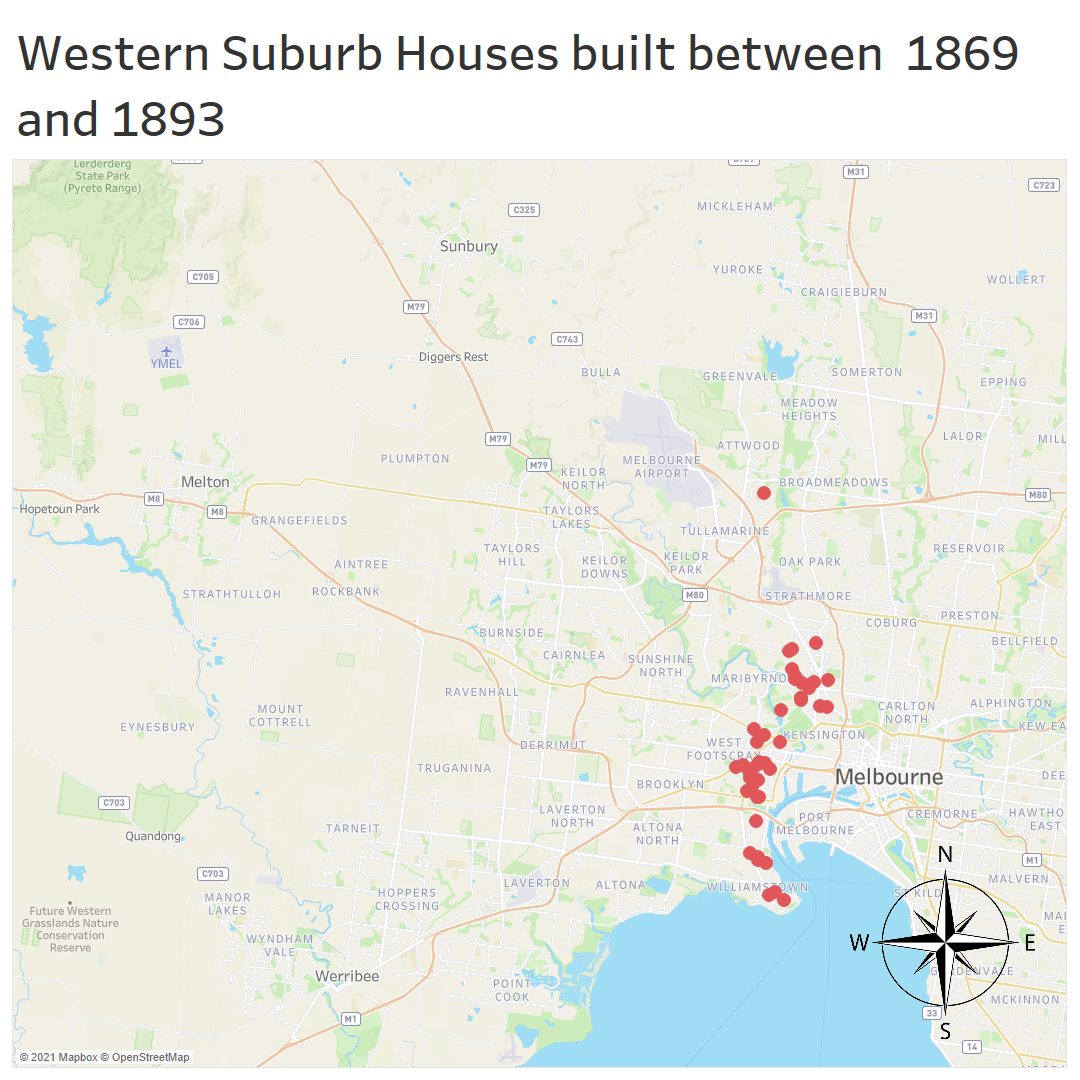 Western Suburb Houses built between 1869
and 1893
Lerderderg
State Park
(Pyrete Range)
M31
C723
C325
MICKLEHAM
Sunbury
C705
YUROKE
WOLLERT
CRAIGIEBURN
M79
C706
M31
C743
YMEL
Diggers Rest
BULLA
GREENVALE
SOMERTON
EPPING
MEADOW
HEIGHTS
M79
LALOR
MILL
ATTWOOD
PLUMPTON
M79
MELBOURNE
AIRPORT
KEILOR
NORTH
Melton
BROADMEADOWS
M8
M80
Hopetoun Park
M8
GRANGEFIELDS
TAYLORS
LAKES
TULLAMARINE
TAYLORS
HILL
RESERVOIR
AINTREE
KEILOR
DOWNS
KEILOR
PARK
OAK PARK
STRATHTULLOH
ROCKBANK
M80
STRATHMORE
PRESTON
COBURG
BURNSIDE
BELLFIELD
CAIRNLEA
SUNSHINE
NORTH
MARIBYRNO
RAVENHALL
CARLTON
NORTH
ALPHINGTON
MOUNT
COTTRELL
EYNESBURY
KEW EA
KENSINGTON
DERRIMUT
WEST
FOOTSCRAY
TRUGANINA
Melbourne
DEE
BROOKLYN
C703
LAVERTON
NORTH
CREMORNE
HAWTHO
EAST
PORT
MELBOURNE
Quandong
TARNEIT
ALTONA
NORTH
N
M1
C703
MALVERN
LAVERTON
ALTONA
WILLIAMSTOWN
ST KILD
HOPPERS
CROSSING
MANOR
LAKES
Future Western
Grasslands Nature
Conservation
Reserve
W
E
WYNDHAM
VALE
Werribee
POINT
COOK
MCKINNON
M1
33
S
14
© 2021 Mapbox © OpenStreetMap